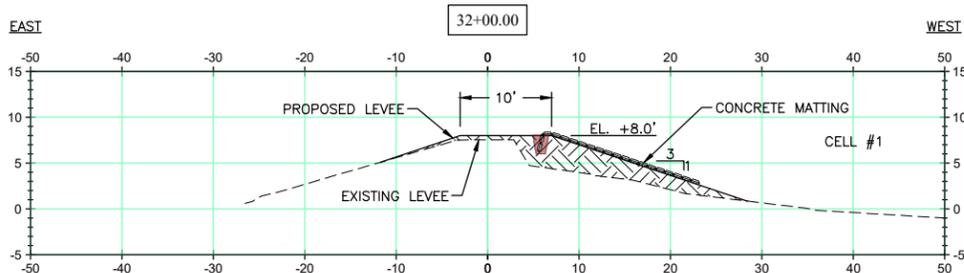 32+00.00
EAST
WEST
-50 -40 -30 -20 -10 0 10 20 30 40 50
15 15
10'
PROPOSED LEVEE
CONCRETE MATTING
10 10
EL. +8.0'
CELL #1
3
1
5 5
EXISTING LEVEE
0 0
-5 -5
-50 -40 -30 -20 -10 0 10 20 30 40 50